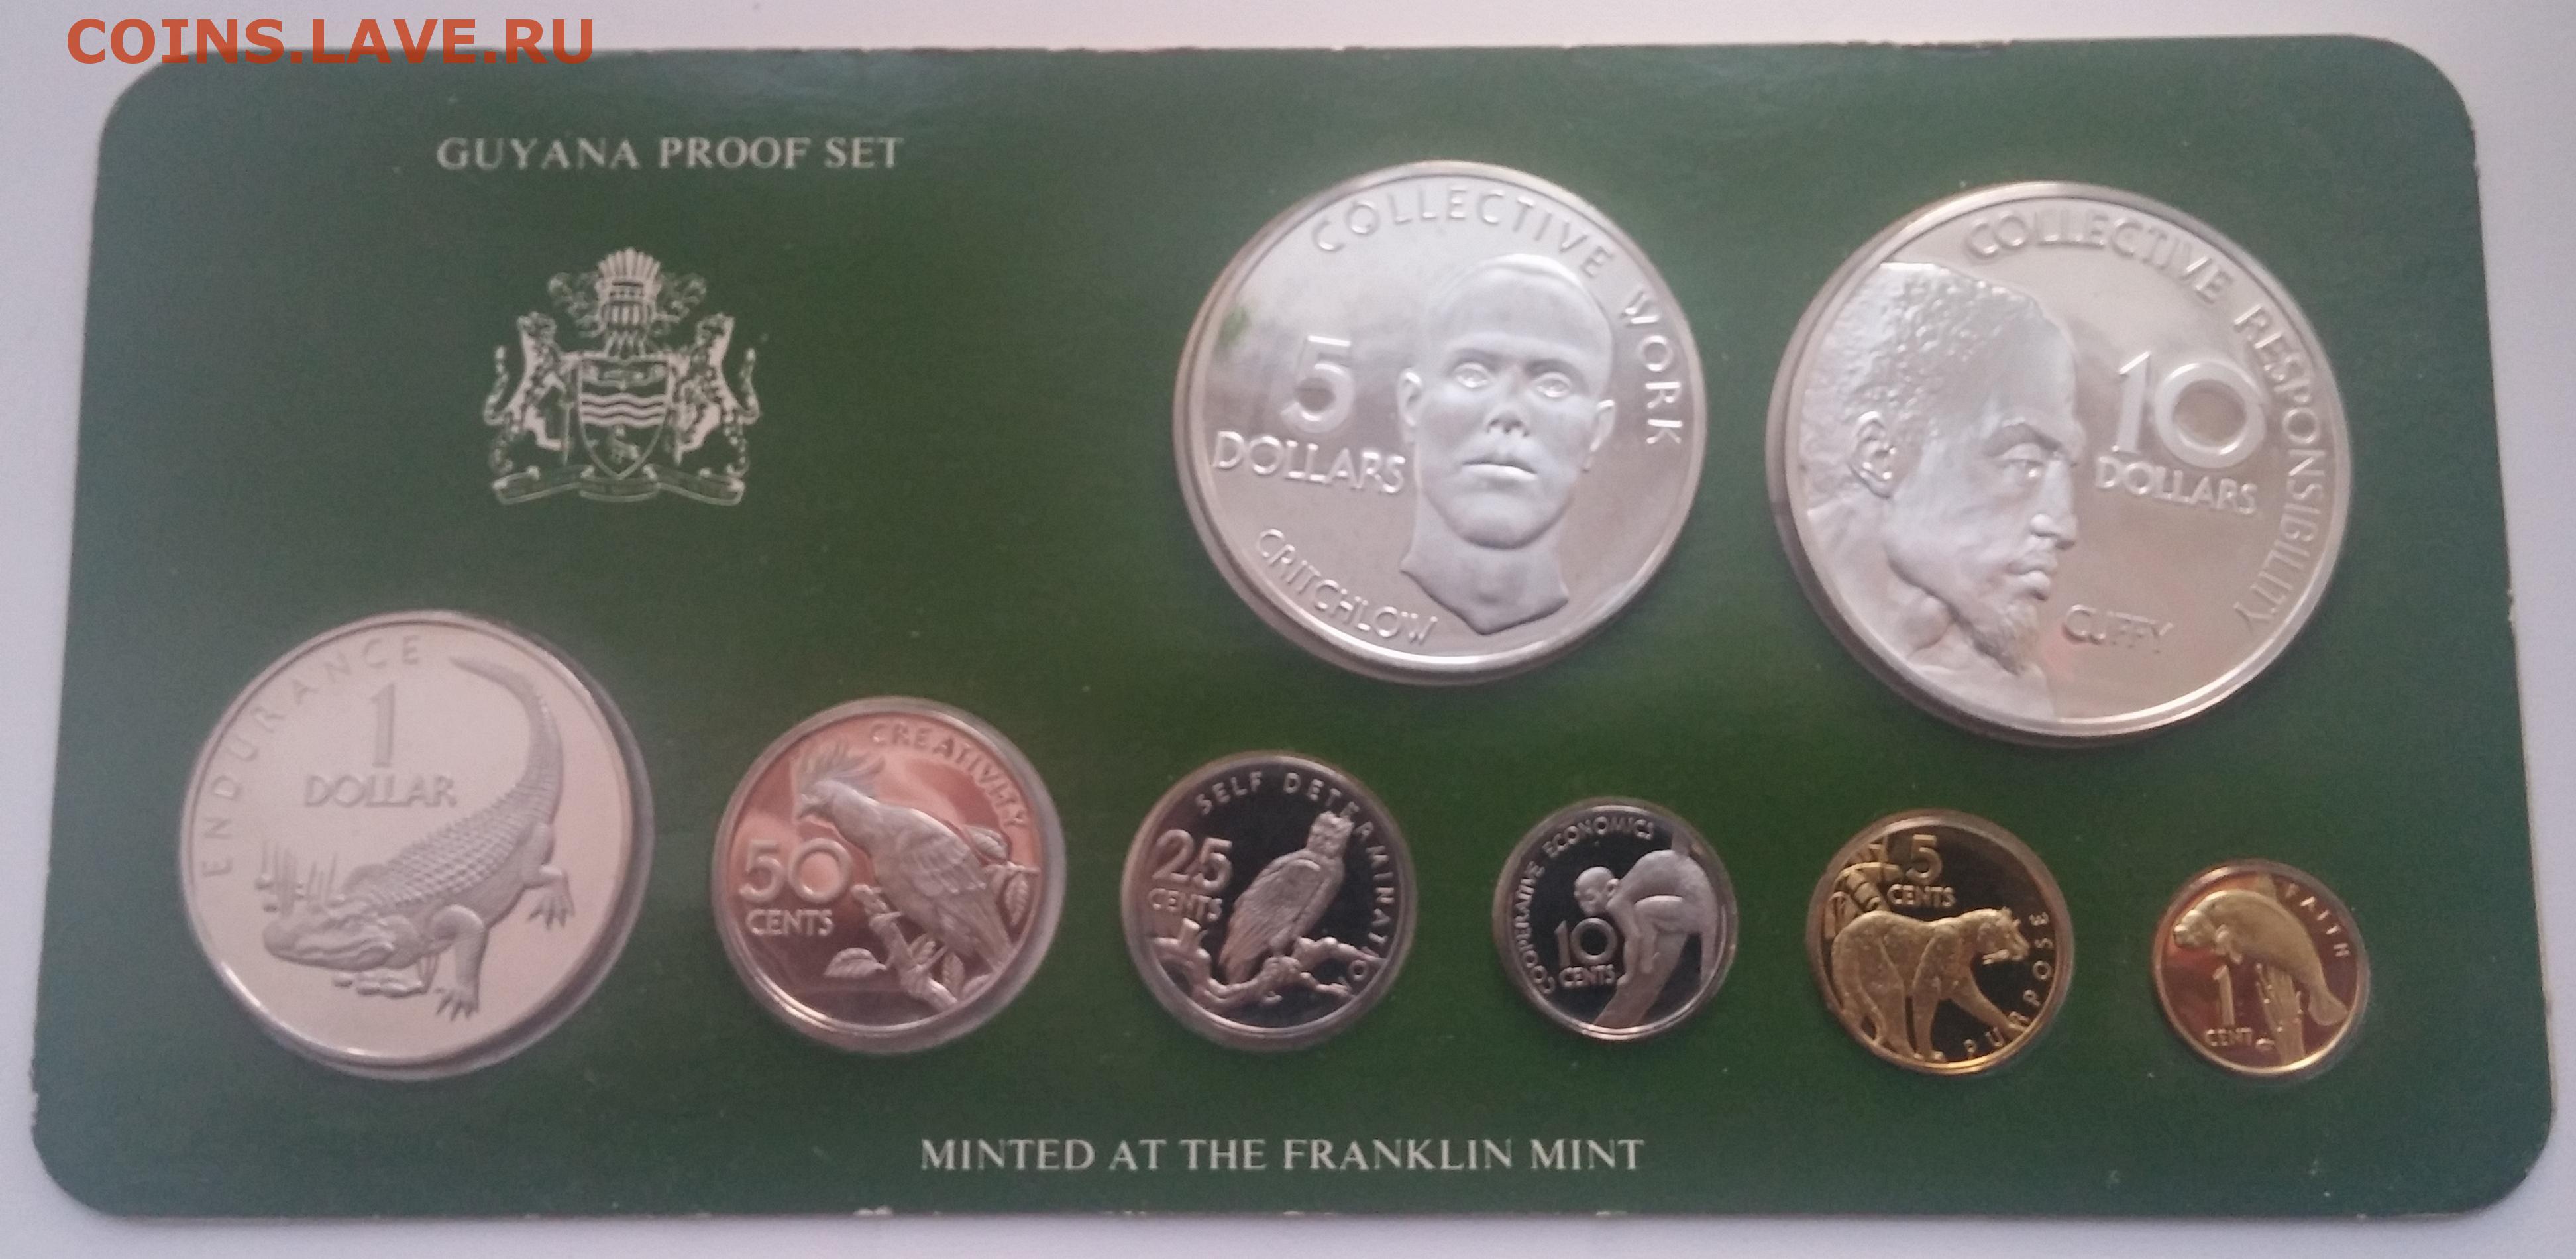 COINS.LAVE.RU
GUYANA PROOF SET
COLLECTIVE WORK
5
DOLLARS
CRITCHLOW
COLLECTIVE RESPONSIBILITY
10
DOLLARS
CUFFY
ENDURANCE
1
DOLLAR
CREATIVITY
50
CENTS
SELF DETERMINATION
25
CENTS
COOPERATIVE ECONOMICS
10
CENTS
5
CENTS
PURPOSE
FAITH
1
CENT
MINTED AT THE FRANKLIN MINT